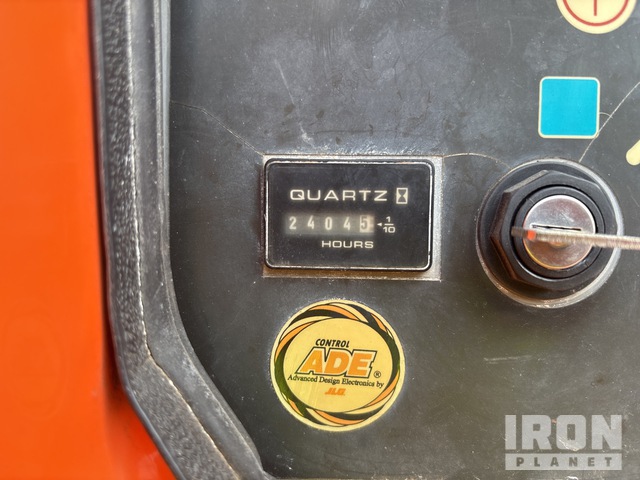 QUARTZ
24045
1/10
HOURS
CONTROL
ADE®
Advanced Design Electronics by
JLG
IRON
PLANET